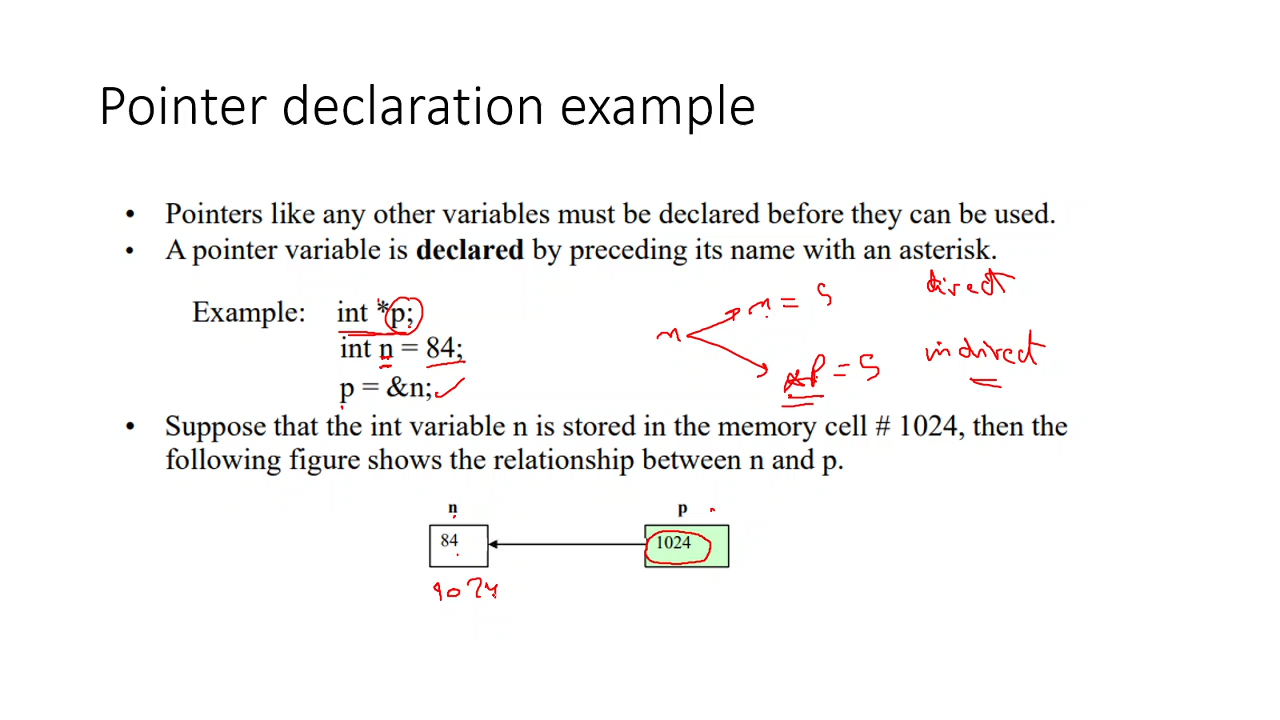 Pointer declaration example
• Pointers like any other variables must be declared before they can be used.
• A pointer variable is declared by preceding its name with an asterisk.
Example: int *p;
int n = 84;
p = &n;
n
n = 5
direct
*p = 5
indirect
• Suppose that the int variable n is stored in the memory cell # 1024, then the
following figure shows the relationship between n and p.
n p
84 1024
1024